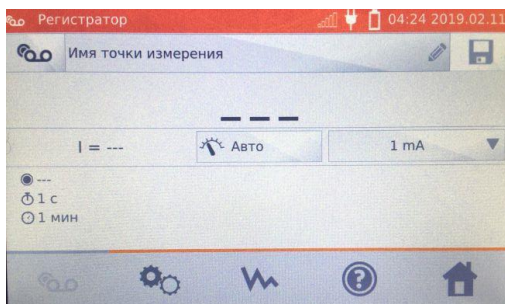 Регистратор 04:24 2019.02.11
Имя точки измерения
---
I = --- Авто 1 mA
---
1 с
1 мин
?